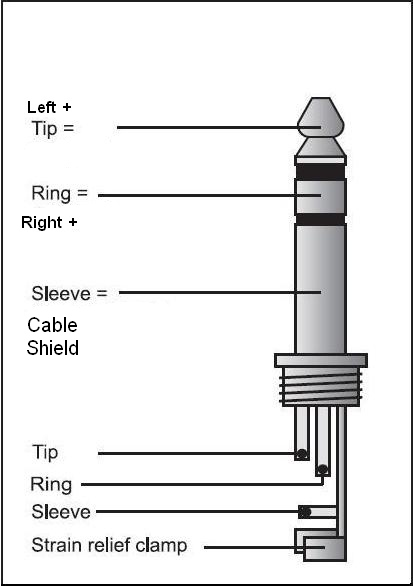 Left +
Tip =
Ring =
Right +
Sleeve =
Cable
Shield
Tip
Ring
Sleeve
Strain relief clamp